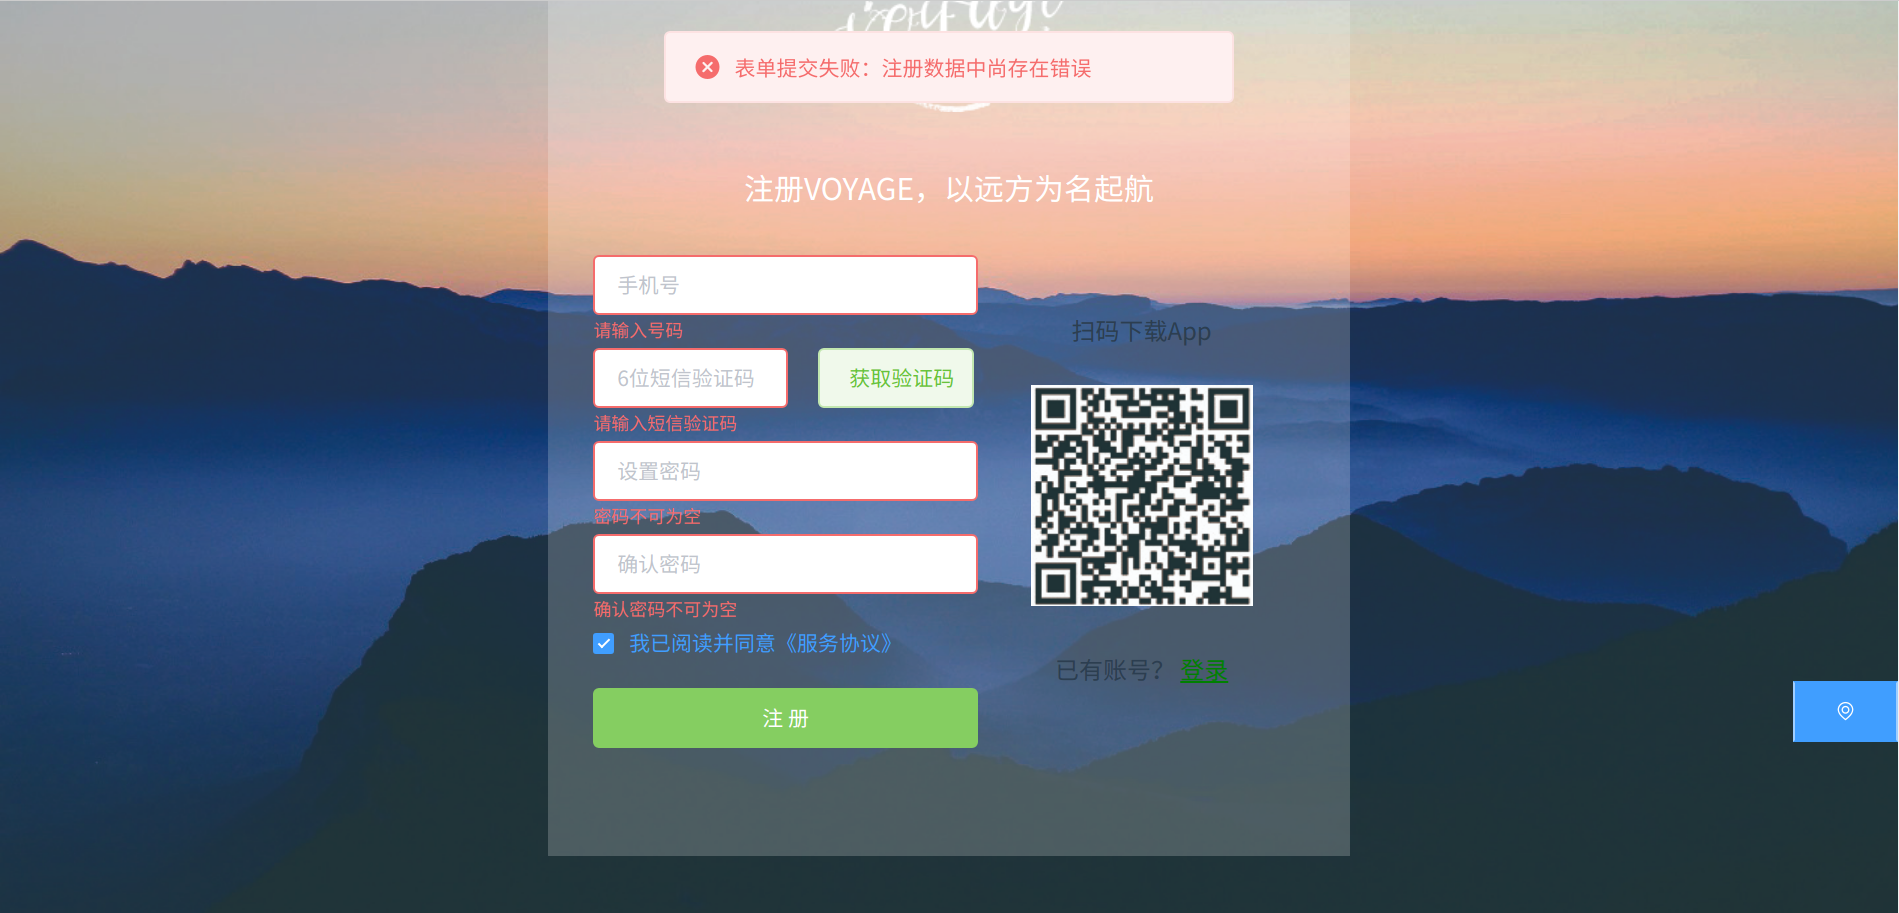 表单提交失败：注册数据中尚存在错误
注册VOYAGE，以远方为名起航
手机号
请输入号码
6位短信验证码
获取验证码
请输入短信验证码
设置密码
密码不可为空
确认密码
确认密码不可为空
我已阅读并同意《服务协议》
注 册
扫码下载App
已有账号？ 登录